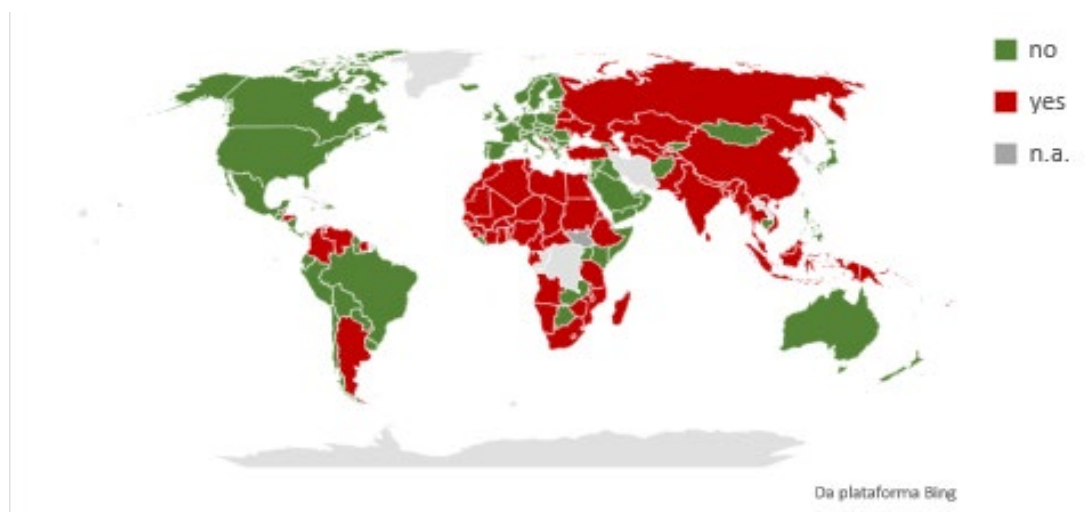 no
yes
n.a.
Da plataforma Bing